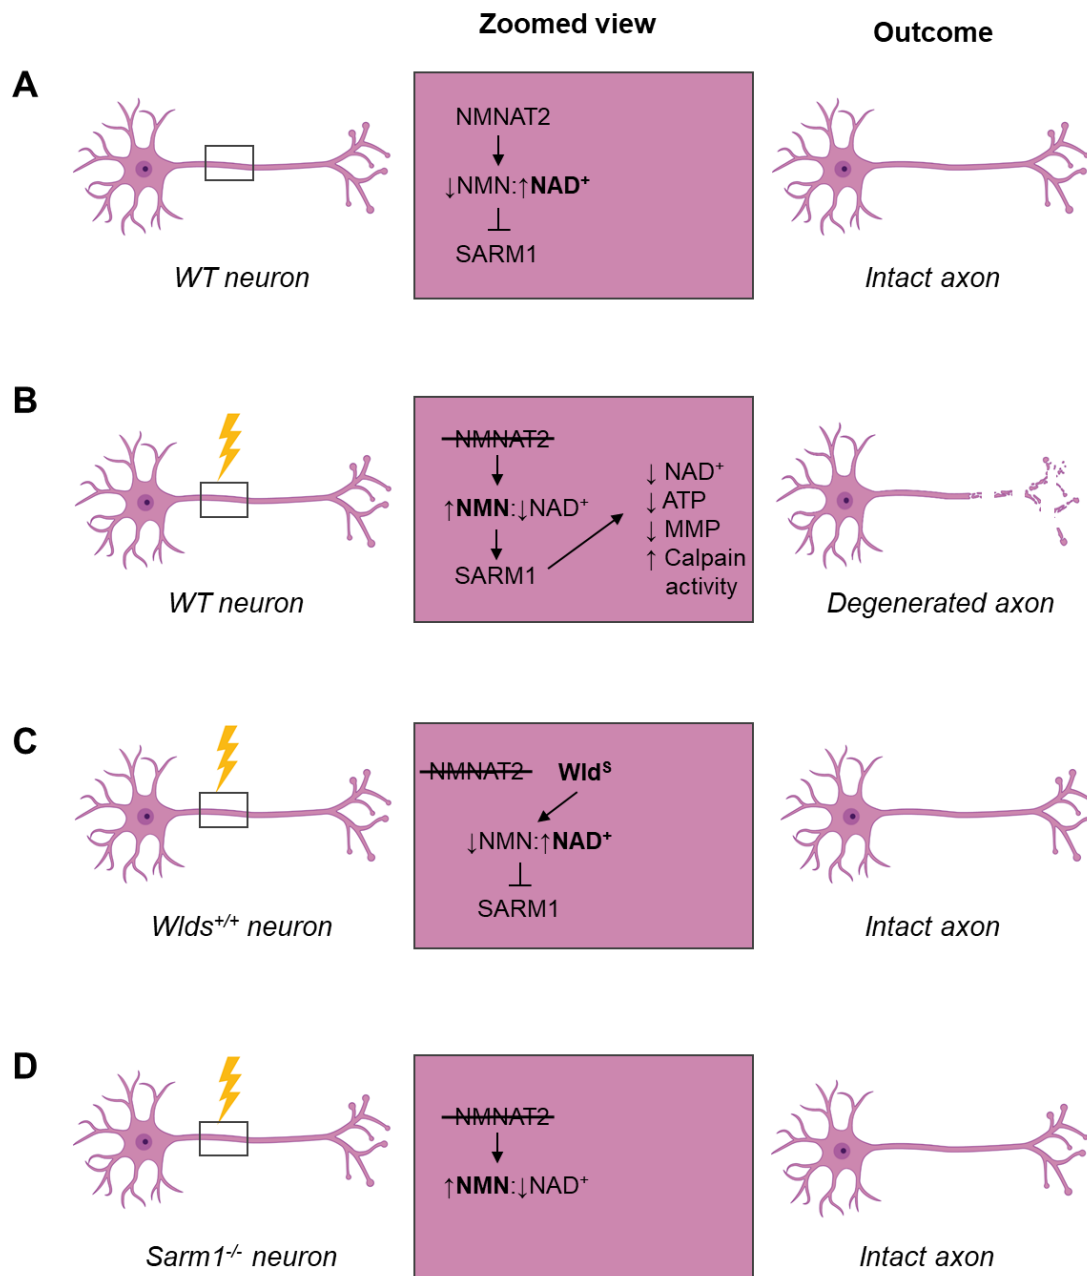 Zoomed view
Outcome
A
NMNAT2
↓NMN:↑NAD⁺
SARM1
WT neuron
Intact axon
B
NMNAT2
↑NMN:↓NAD⁺
SARM1
↓ NAD⁺
↓ ATP
↓ MMP
↑ Calpain
activity
WT neuron
Degenerated axon
C
NMNAT2
Wldˢ
↓NMN:↑NAD⁺
SARM1
Wlds⁺/⁺ neuron
Intact axon
D
NMNAT2
↑NMN:↓NAD⁺
Sarm1⁻/⁻ neuron
Intact axon